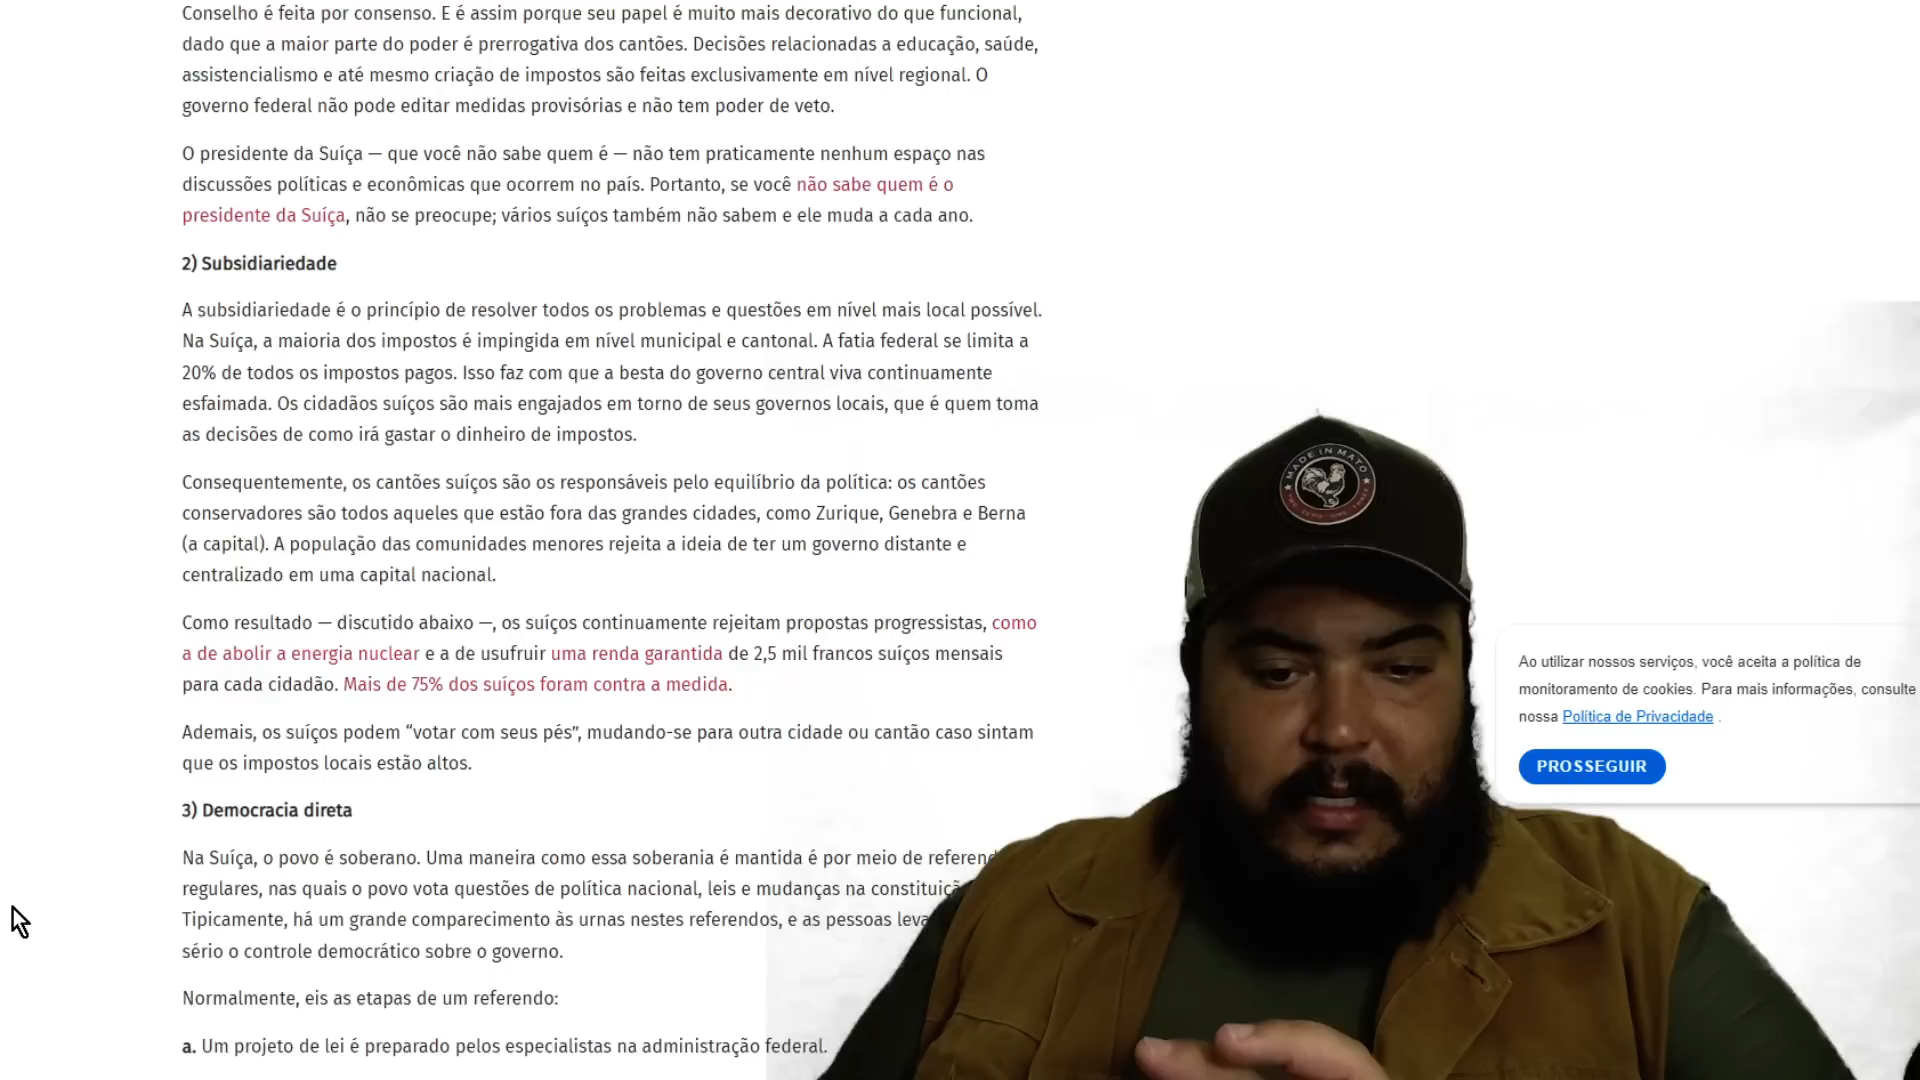 Conselho é feita por consenso. E é assim porque seu papel é muito mais decorativo do que funcional,
dado que a maior parte do poder é prerrogativa dos cantões. Decisões relacionadas a educação, saúde,
assistencialismo e até mesmo criação de impostos são feitas exclusivamente em nível regional. O
governo federal não pode editar medidas provisórias e não tem poder de veto.
O presidente da Suíça — que você não sabe quem é — não tem praticamente nenhum espaço nas
discussões políticas e econômicas que ocorrem no país. Portanto, se você não sabe quem é o
presidente da Suíça, não se preocupe; vários suíços também não sabem e ele muda a cada ano.
2) Subsidiariedade
A subsidiariedade é o princípio de resolver todos os problemas e questões em nível mais local possível.
Na Suíça, a maioria dos impostos é impingida em nível municipal e cantonal. A fatia federal se limita a
20% de todos os impostos pagos. Isso faz com que a besta do governo central viva continuamente
esfaimada. Os cidadãos suíços são mais engajados em torno de seus governos locais, que é quem toma
as decisões de como irá gastar o dinheiro de impostos.
Consequentemente, os cantões suíços são os responsáveis pelo equilíbrio da política: os cantões
conservadores são todos aqueles que estão fora das grandes cidades, como Zurique, Genebra e Berna
(a capital). A população das comunidades menores rejeita a ideia de ter um governo distante e
centralizado em uma capital nacional.
Como resultado — discutido abaixo —, os suíços continuamente rejeitam propostas progressistas, como
a de abolir a energia nuclear e a de usufruir uma renda garantida de 2,5 mil francos suíços mensais
para cada cidadão. Mais de 75% dos suíços foram contra a medida.
Ademais, os suíços podem “votar com seus pés”, mudando-se para outra cidade ou cantão caso sintam
que os impostos locais estão altos.
3) Democracia direta
Na Suíça, o povo é soberano. Uma maneira como essa soberania é mantida é por meio de referend
regulares, nas quais o povo vota questões de política nacional, leis e mudanças na constituiçã
Tipicamente, há um grande comparecimento às urnas nestes referendos, e as pessoas leva
sério o controle democrático sobre o governo.
Normalmente, eis as etapas de um referendo:
a. Um projeto de lei é preparado pelos especialistas na administração federal.
MADE IN MATO
Ao utilizar nossos serviços, você aceita a política de
monitoramento de cookies. Para mais informações, consulte
nossa Política de Privacidade .
PROSSEGUIR